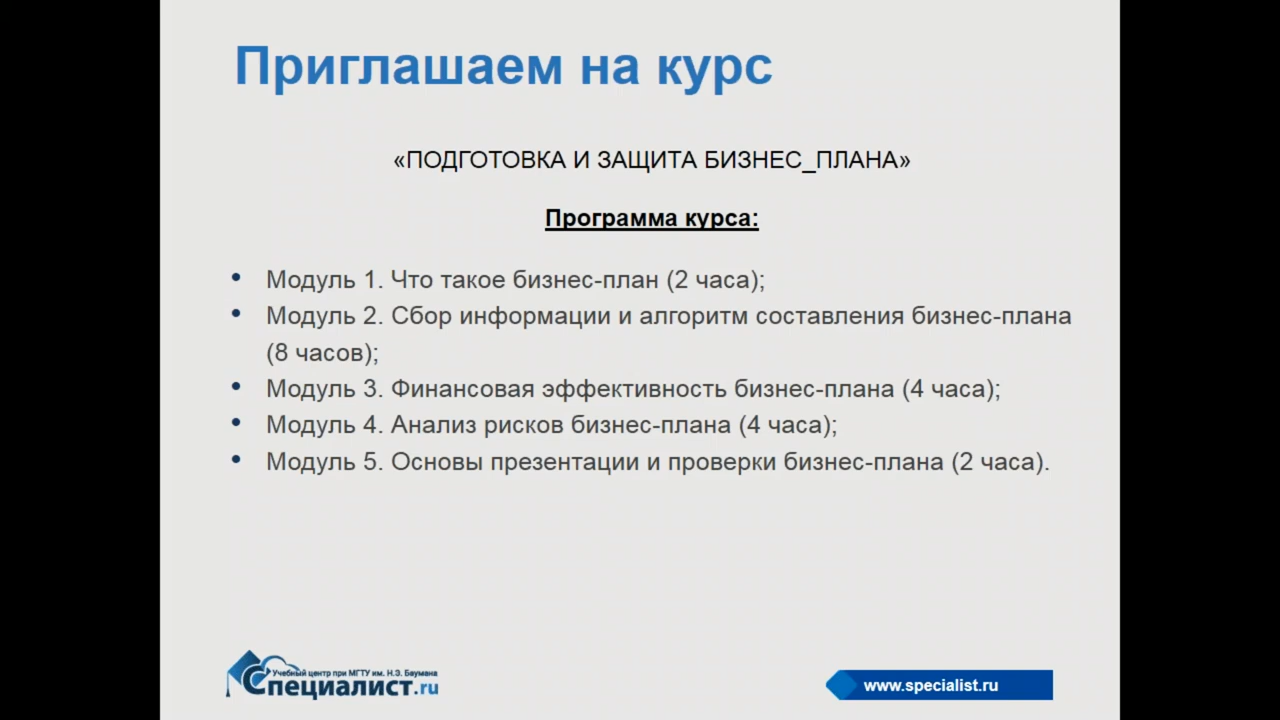 Приглашаем на курс
«ПОДГОТОВКА И ЗАЩИТА БИЗНЕС_ПЛАНА»
Программа курса:
• Модуль 1. Что такое бизнес-план (2 часа);
• Модуль 2. Сбор информации и алгоритм составления бизнес-плана
(8 часов);
• Модуль 3. Финансовая эффективность бизнес-плана (4 часа);
• Модуль 4. Анализ рисков бизнес-плана (4 часа);
• Модуль 5. Основы презентации и проверки бизнес-плана (2 часа).
Учебный центр при МГТУ им. Н.Э. Баумана
Специалист.ru
www.specialist.ru